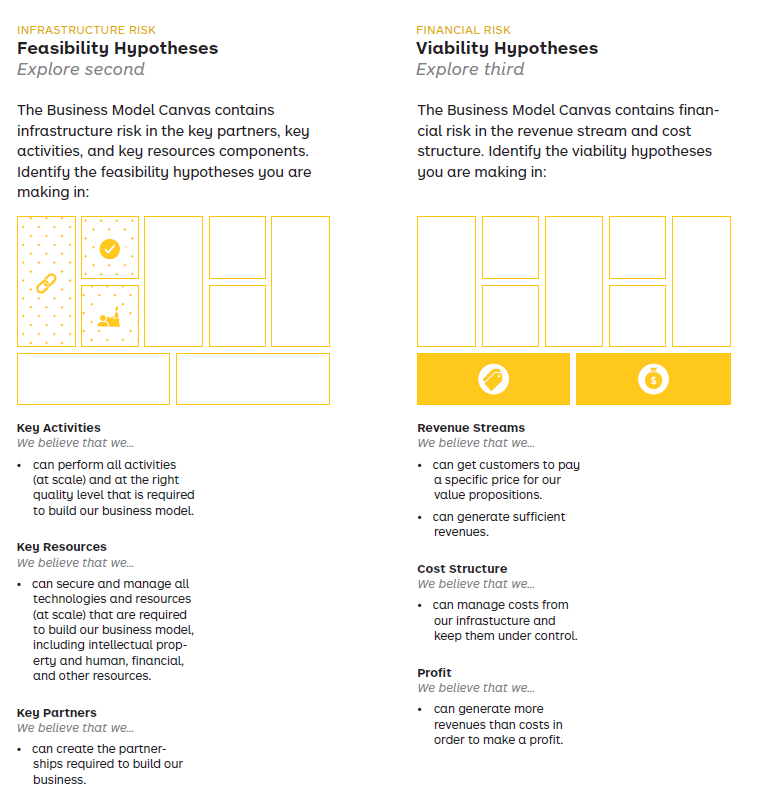 INFRASTRUCTURE RISK
Feasibility Hypotheses
Explore second
The Business Model Canvas contains
infrastructure risk in the key partners, key
activities, and key resources components.
Identify the feasibility hypotheses you are
making in:
Key Activities
We believe that we...
• can perform all activities
(at scale) and at the right
quality level that is required
to build our business model.
Key Resources
We believe that we...
• can secure and manage all
technologies and resources
(at scale) that are required
to build our business model,
including intellectual prop-
erty and human, financial,
and other resources.
Key Partners
We believe that we...
• can create the partner-
ships required to build our
business.
FINANCIAL RISK
Viability Hypotheses
Explore third
The Business Model Canvas contains finan-
cial risk in the revenue stream and cost
structure. Identify the viability hypotheses
you are making in:
$
Revenue Streams
We believe that we...
• can get customers to pay
a specific price for our
value propositions.
• can generate sufficient
revenues.
Cost Structure
We believe that we...
• can manage costs from
our infrastucture and
keep them under control.
Profit
We believe that we...
• can generate more
revenues than costs in
order to make a profit.